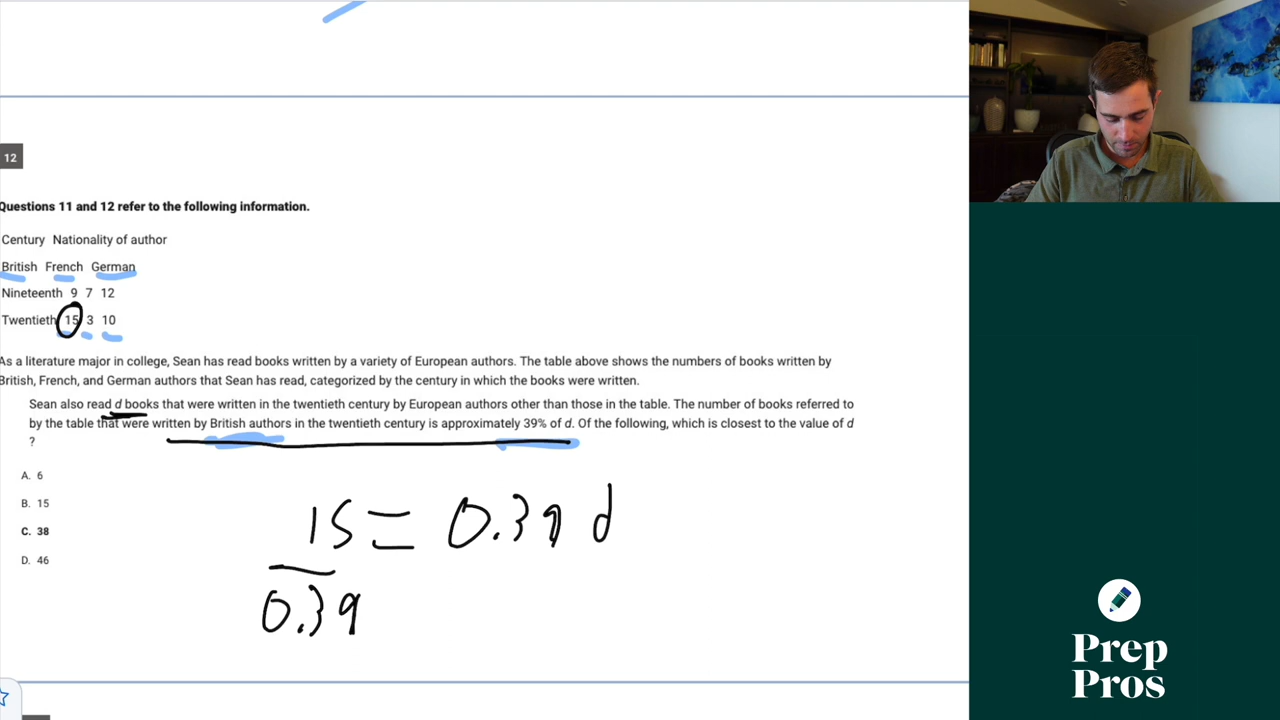 12
Questions 11 and 12 refer to the following information.
Century Nationality of author
British French German
Nineteenth 9 7 12
Twentieth 15 3 10
As a literature major in college, Sean has read books written by a variety of European authors. The table above shows the numbers of books written by
British, French, and German authors that Sean has read, categorized by the century in which the books were written.
Sean also read d books that were written in the twentieth century by European authors other than those in the table. The number of books referred to
by the table that were written by British authors in the twentieth century is approximately 39% of d. Of the following, which is closest to the value of d
?
A. 6
B. 15
C. 38
D. 46
15 = 0.39 d
0.39
Prep
Pros